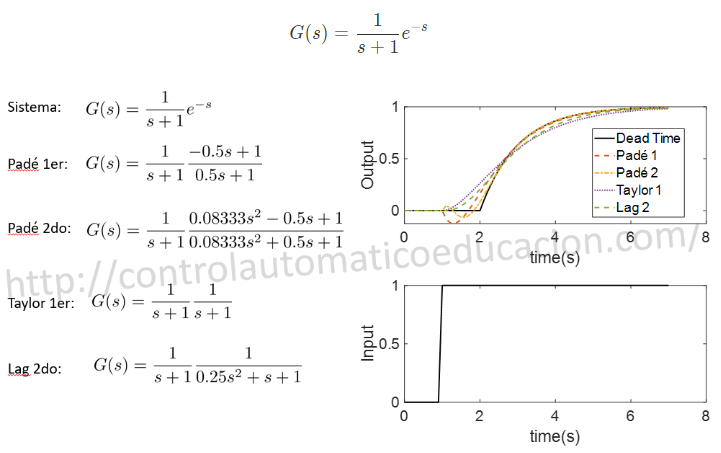 G(s) = \frac{1}{s+1}e^{-s}
Sistema: G(s) = \frac{1}{s+1}e^{-s}
Padé 1er: G(s) = \frac{1}{s+1}\frac{-0.5s+1}{0.5s+1}
Padé 2do: G(s) = \frac{1}{s+1}\frac{0.08333s^2-0.5s+1}{0.08333s^2+0.5s+1}
Taylor 1er: G(s) = \frac{1}{s+1}\frac{1}{s+1}
Lag 2do: G(s) = \frac{1}{s+1}\frac{1}{0.25s^2+s+1}
Output
1
0.5
0
0 2 4 6 8
time(s)
Dead Time
Padé 1
Padé 2
Taylor 1
Lag 2
Input
1
0.5
0
0 2 4 6 8
time(s)
http://controlautomaticoeducacion.com/